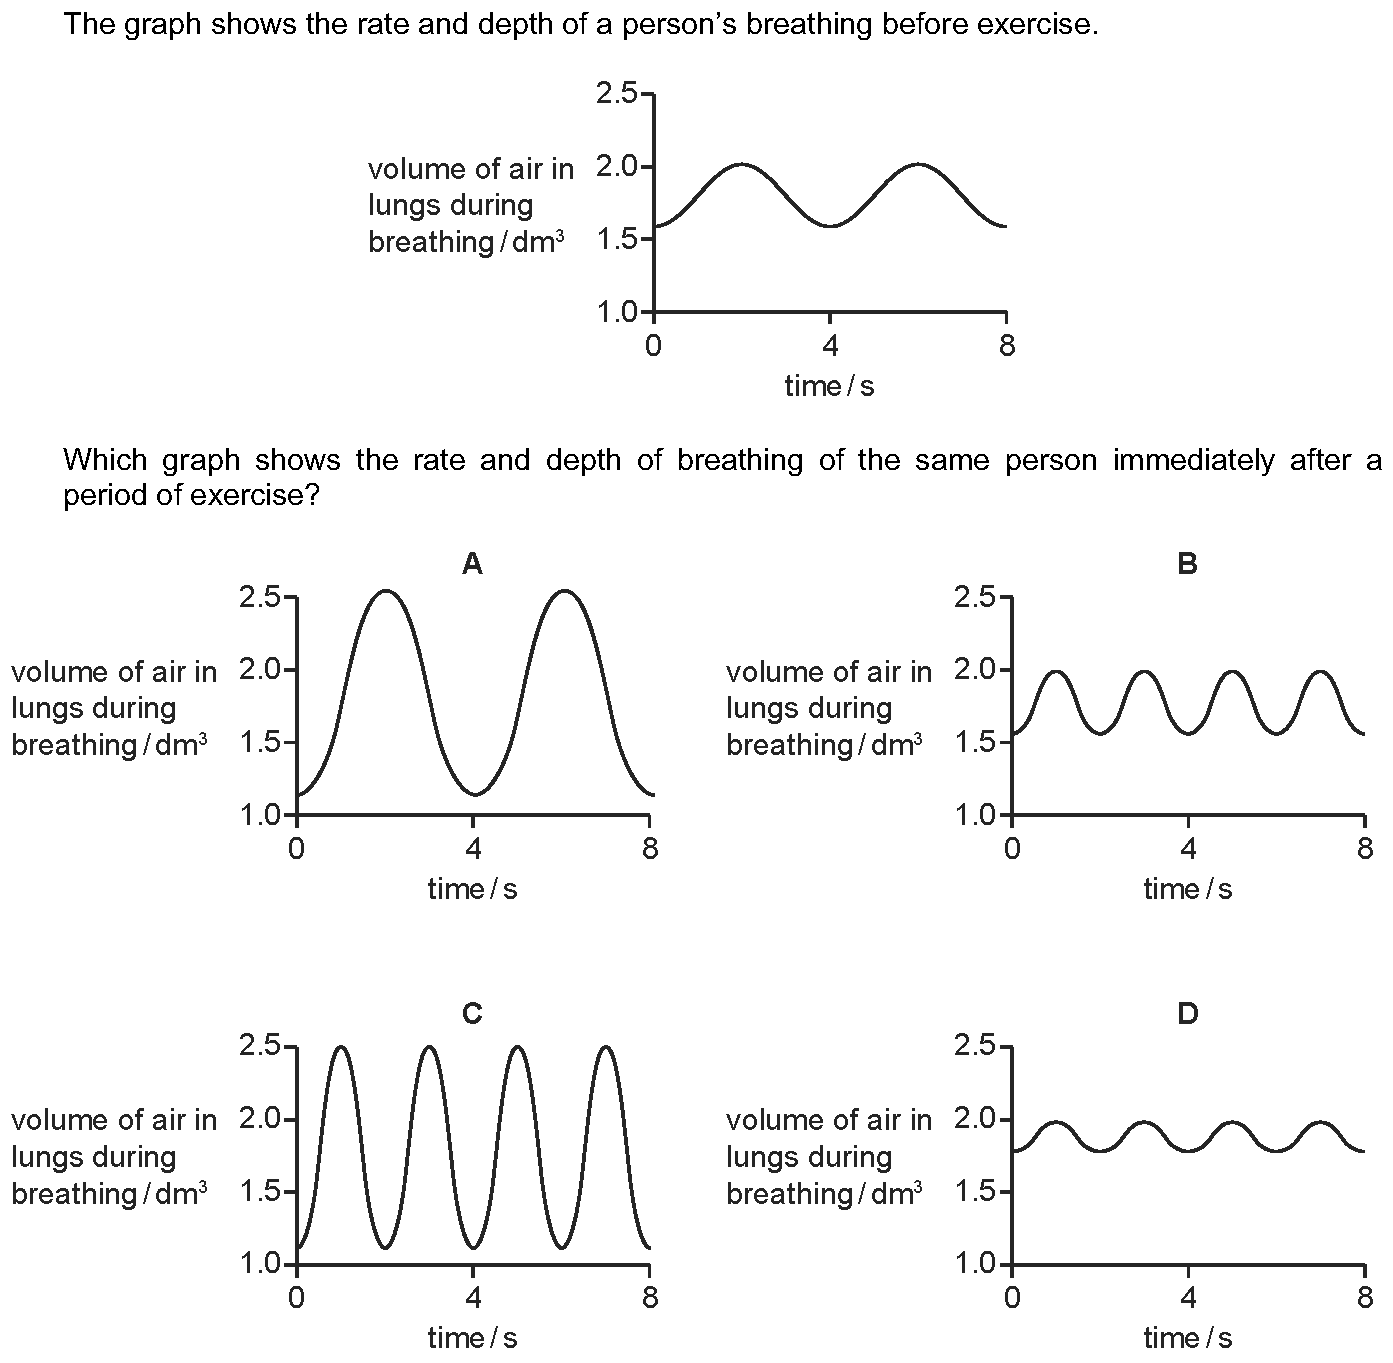 The graph shows the rate and depth of a person’s breathing before exercise.
2.5
2.0
1.5
1.0
volume of air in
lungs during
breathing / dm³
0 4 8
time / s
Which graph shows the rate and depth of breathing of the same person immediately after a
period of exercise?
A
2.5
2.0
1.5
1.0
volume of air in
lungs during
breathing / dm³
0 4 8
time / s
B
2.5
2.0
1.5
1.0
volume of air in
lungs during
breathing / dm³
0 4 8
time / s
C
2.5
2.0
1.5
1.0
volume of air in
lungs during
breathing / dm³
0 4 8
time / s
D
2.5
2.0
1.5
1.0
volume of air in
lungs during
breathing / dm³
0 4 8
time / s